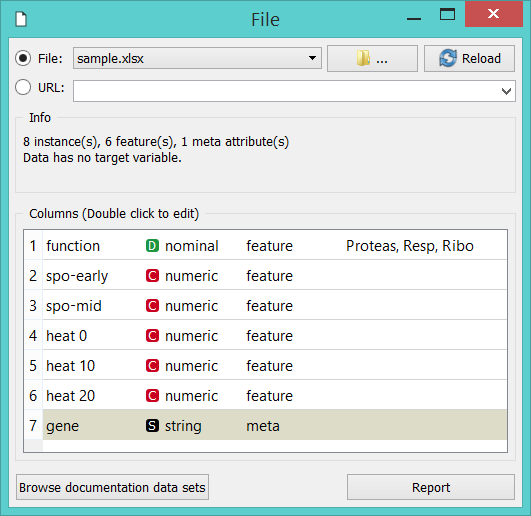 File
File: sample.xlsx ... Reload
URL:
Info
8 instance(s), 6 feature(s), 1 meta attribute(s)
Data has no target variable.
Columns (Double click to edit)
1 function D nominal feature Proteas, Resp, Ribo
2 spo-early C numeric feature
3 spo-mid C numeric feature
4 heat 0 C numeric feature
5 heat 10 C numeric feature
6 heat 20 C numeric feature
7 gene S string meta
Browse documentation data sets Report